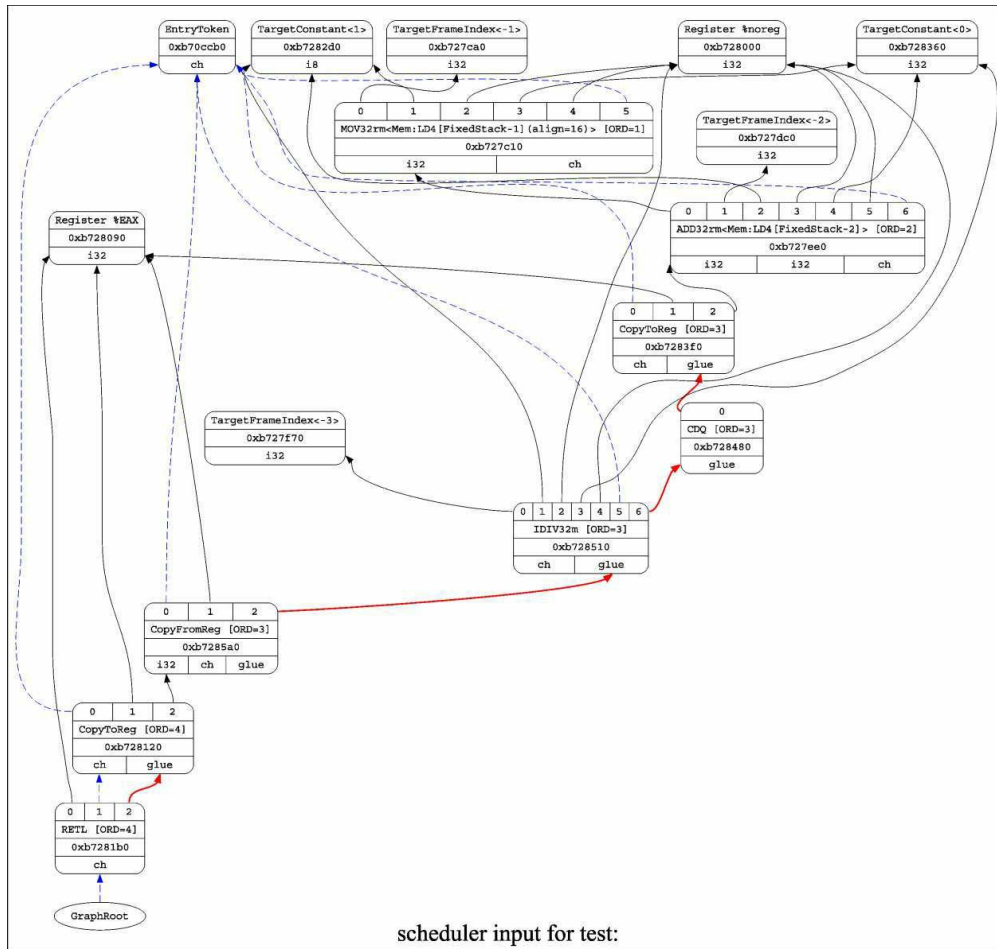 EntryToken
0xb70ccb0
ch
TargetConstant<1>
0xb7282d0
i8
TargetFrameIndex<-1>
0xb727ca0
i32
Register %noreg
0xb728000
i32
TargetConstant<0>
0xb728360
i32
0 1 2 3 4 5
MOV32rm<Mem:LD4[FixedStack-1](align=16)> [ORD=1]
0xb727c10
i32 ch
TargetFrameIndex<-2>
0xb727dc0
i32
Register %EAX
0xb728090
i32
0 1 2 3 4 5 6
ADD32rm<Mem:LD4[FixedStack-2]> [ORD=2]
0xb727ee0
i32 i32 ch
0 1 2
CopyToReg [ORD=3]
0xb7283f0
ch glue
TargetFrameIndex<-3>
0xb727f70
i32
0
CDQ [ORD=3]
0xb728480
glue
0 1 2 3 4 5 6
IDIV32m [ORD=3]
0xb728510
ch glue
0 1 2
CopyFromReg [ORD=3]
0xb7285a0
i32 ch glue
0 1 2
CopyToReg [ORD=4]
0xb728120
ch glue
0 1 2
RETL [ORD=4]
0xb7281b0
ch
GraphRoot
scheduler input for test: